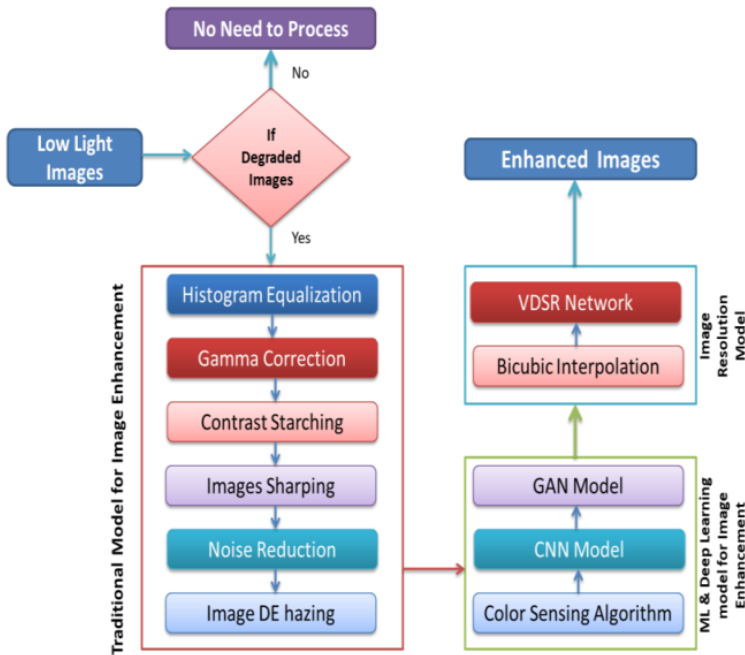 No Need to Process
No
Low Light
Images
If
Degraded
Images
Yes
Traditional Model for Image Enhancement
Histogram Equalization
Gamma Correction
Contrast Starching
Images Sharping
Noise Reduction
Image DE hazing
Enhanced Images
VDSR Network
Bicubic Interpolation
Image
Resolution
Model
GAN Model
CNN Model
Color Sensing Algorithm
ML & Deep Learning
model for Image
Enhancement